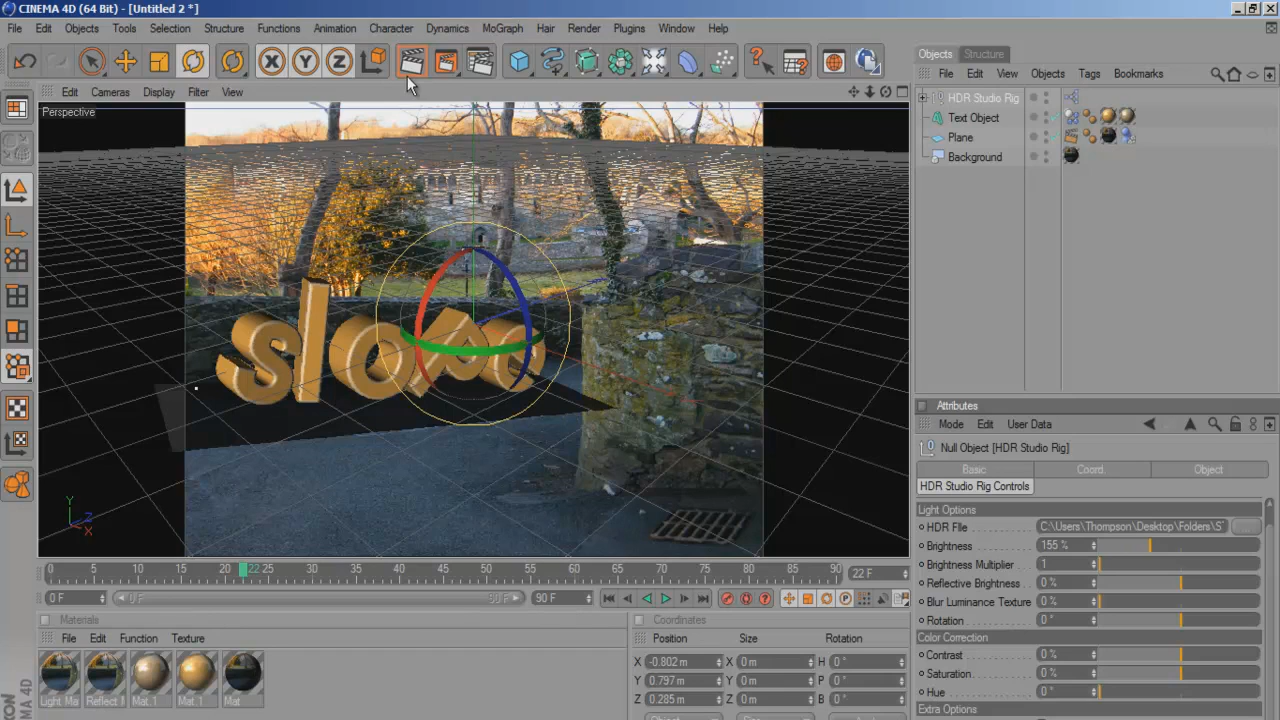 CINEMA 4D (64 Bit) - [Untitled 2 *]
File Edit Objects Tools Selection Structure Functions Animation Character Dynamics MoGraph Hair Render Plugins Window Help
X Y Z
Objects Structure
File Edit View Objects Tags Bookmarks
Edit Cameras Display Filter View
Perspective
HDR Studio Rig
Text Object
Plane
Background
slope
Y
Z
X
Attributes
Mode Edit User Data
Null Object [HDR Studio Rig]
Basic Coord. Object
HDR Studio Rig Controls
Light Options
HDR File C:\Users\Thompson\Desktop\Folders\S
Brightness 155 %
Brightness Multiplier 1
Reflective Brightness 0 %
Blur Luminance Texture 0 %
Rotation 0 °
Color Correction
Contrast 0 %
Saturation 0 %
Hue 0 °
Extra Options
0 5 10 15 20 22 25 30 35 40 45 50 55 60 65 70 75 80 85 90 22 F
0 F 0 F 90 F 90 F
Materials
File Edit Function Texture
Light Ma Reflect M Mat.1 Mat.1 Mat
Coordinates
Position Size Rotation
X -0.802 m X 0 m H 0 °
Y 0.797 m Y 0 m P 0 °
Z 0.285 m Z 0 m B 0 °
MA 4D